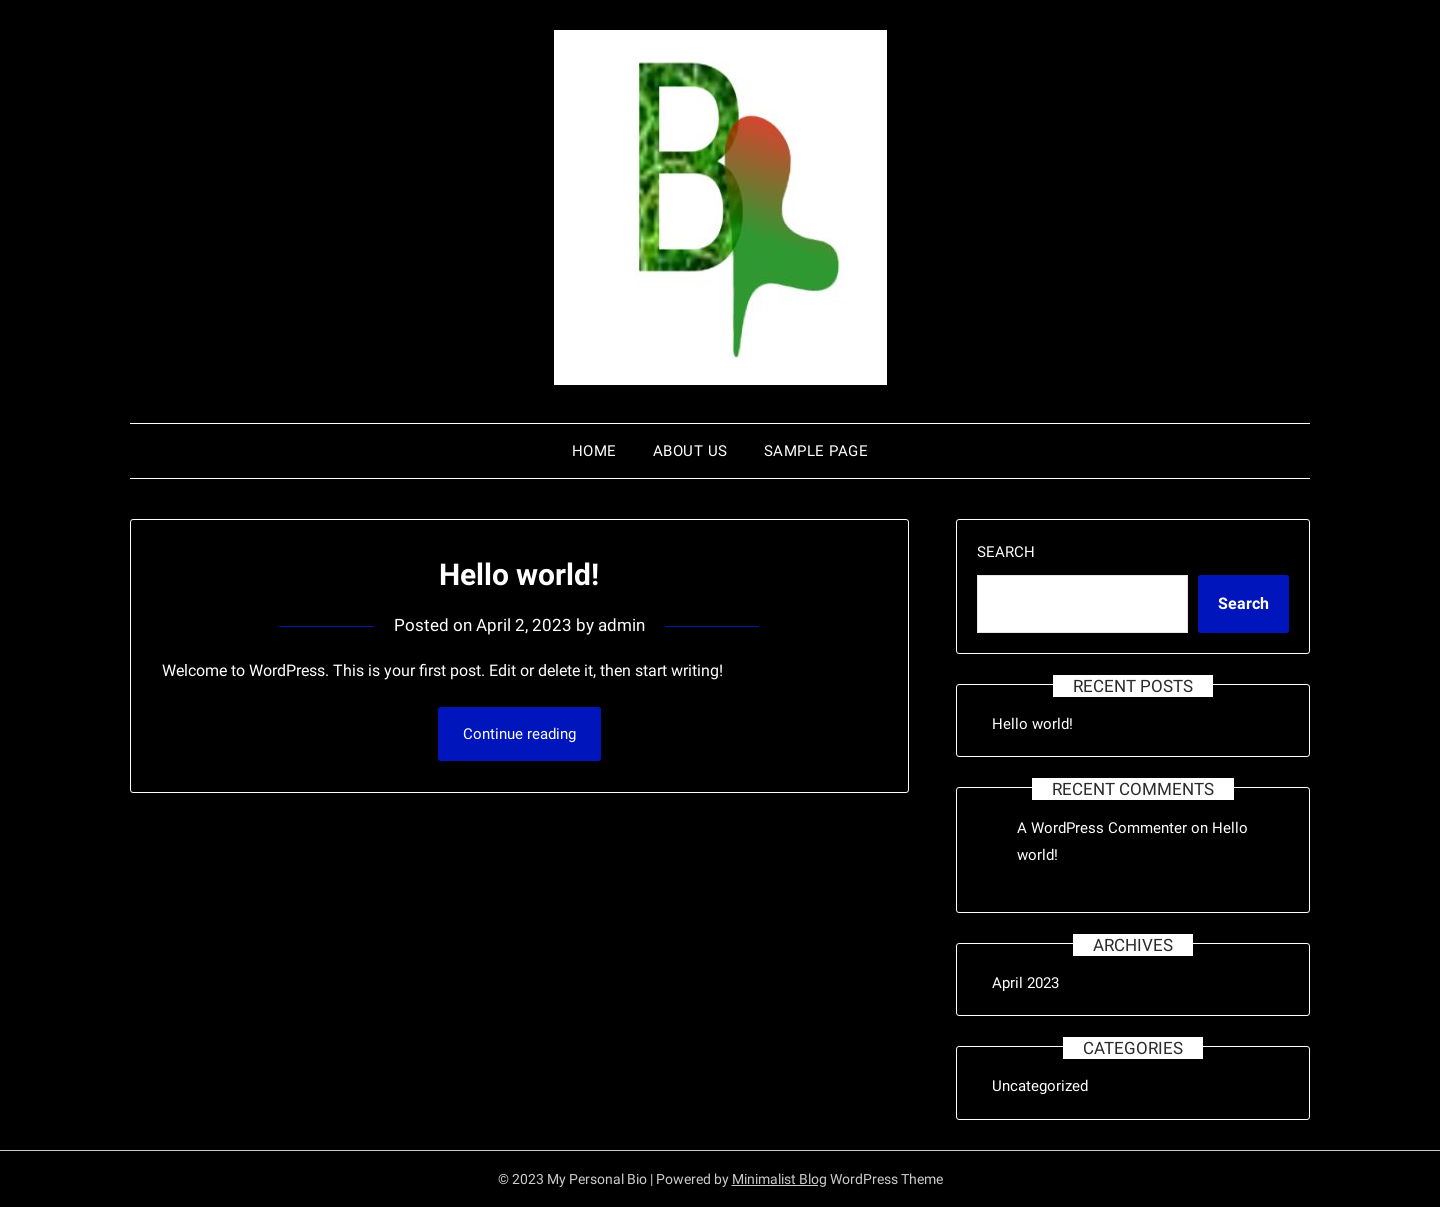 B
HOME ABOUT US SAMPLE PAGE
Hello world!
Posted on April 2, 2023 by admin
Welcome to WordPress. This is your first post. Edit or delete it, then start writing!
Continue reading
SEARCH
Search
RECENT POSTS
Hello world!
RECENT COMMENTS
A WordPress Commenter on Hello
world!
ARCHIVES
April 2023
CATEGORIES
Uncategorized
© 2023 My Personal Bio | Powered by Minimalist Blog WordPress Theme